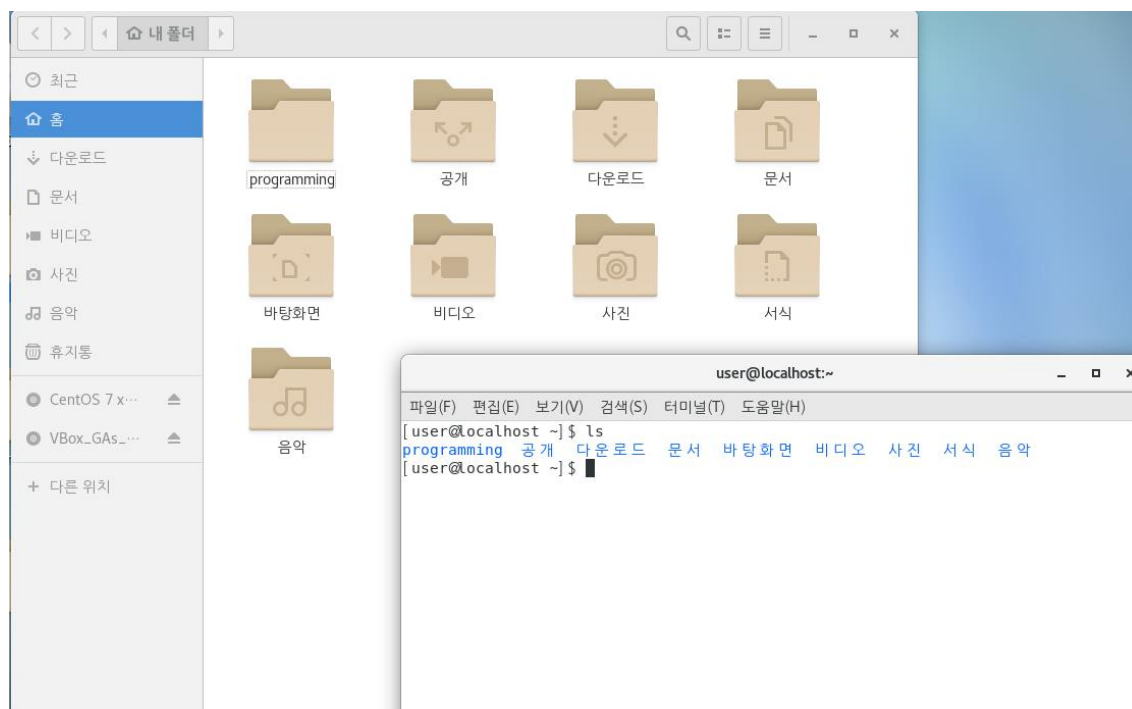 내 폴더
최근
홈
다운로드
문서
비디오
사진
음악
휴지통
CentOS 7 x…
VBox_GAs_…
+ 다른 위치
programming 공개 다운로드 문서
바탕화면 비디오 사진 서식
음악
user@localhost:~
파일(F) 편집(E) 보기(V) 검색(S) 터미널(T) 도움말(H)
[user@localhost ~]$ ls
programming 공개 다운로드 문서 바탕화면 비디오 사진 서식 음악
[user@localhost ~]$